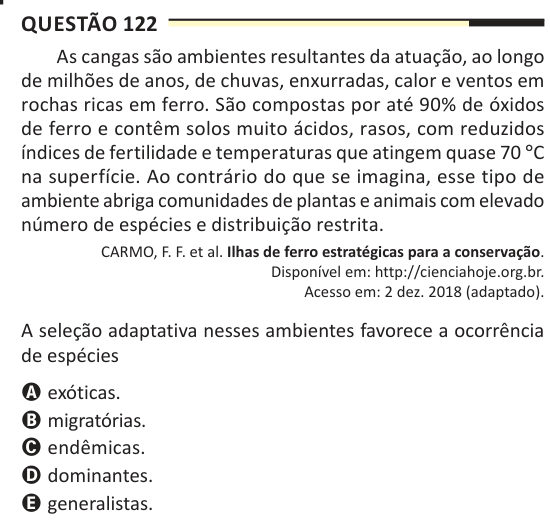 QUESTÃO 122
As cangas são ambientes resultantes da atuação, ao longo
de milhões de anos, de chuvas, enxurradas, calor e ventos em
rochas ricas em ferro. São compostas por até 90% de óxidos
de ferro e contêm solos muito ácidos, rasos, com reduzidos
índices de fertilidade e temperaturas que atingem quase 70 °C
na superfície. Ao contrário do que se imagina, esse tipo de
ambiente abriga comunidades de plantas e animais com elevado
número de espécies e distribuição restrita.
CARMO, F. F. et al. Ilhas de ferro estratégicas para a conservação.
Disponível em: http://cienciahoje.org.br.
Acesso em: 2 dez. 2018 (adaptado).
A seleção adaptativa nesses ambientes favorece a ocorrência
de espécies
A exóticas.
B migratórias.
C endêmicas.
D dominantes.
E generalistas.